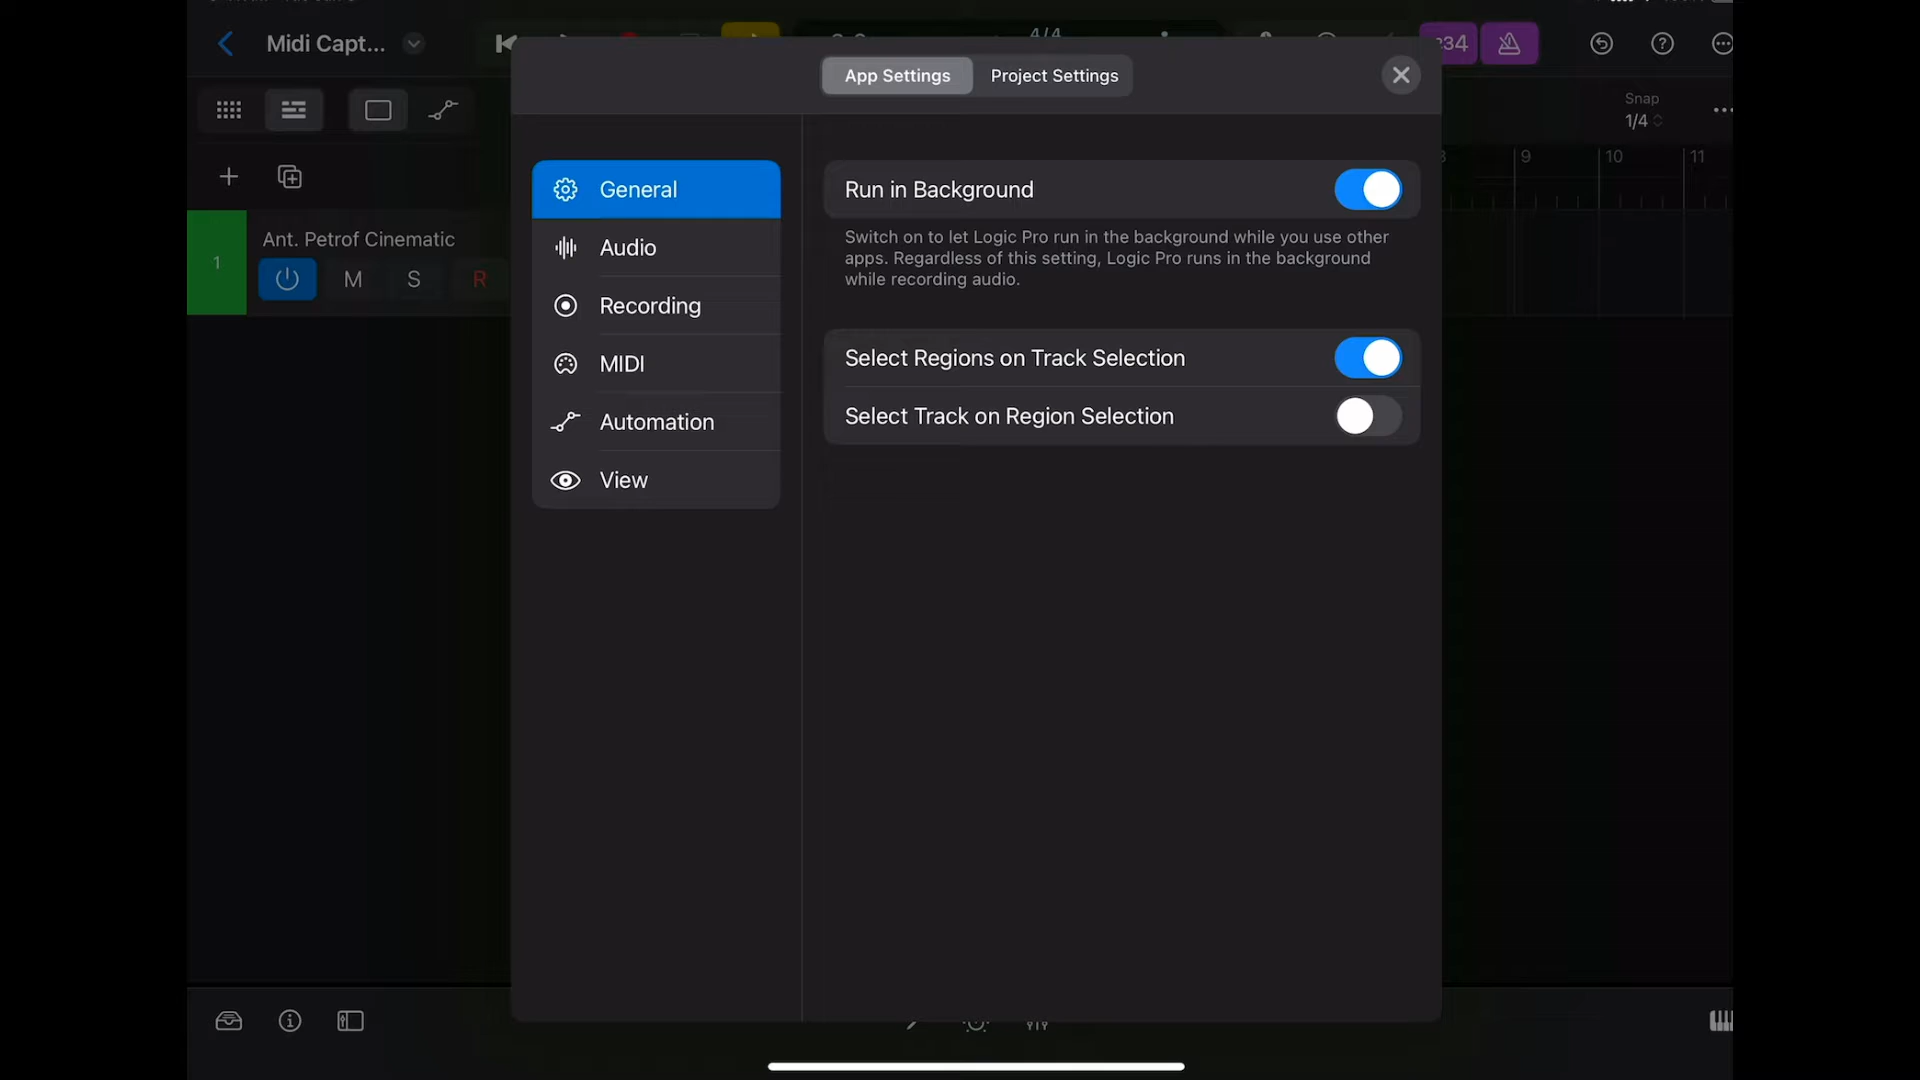 Midi Capt...
4/4
34
App Settings
Project Settings
Snap
1/4
9
10
11
General
Audio
Recording
MIDI
Automation
View
Run in Background
Switch on to let Logic Pro run in the background while you use other
apps. Regardless of this setting, Logic Pro runs in the background
while recording audio.
Select Regions on Track Selection
Select Track on Region Selection
1
Ant. Petrof Cinematic
M
S
R